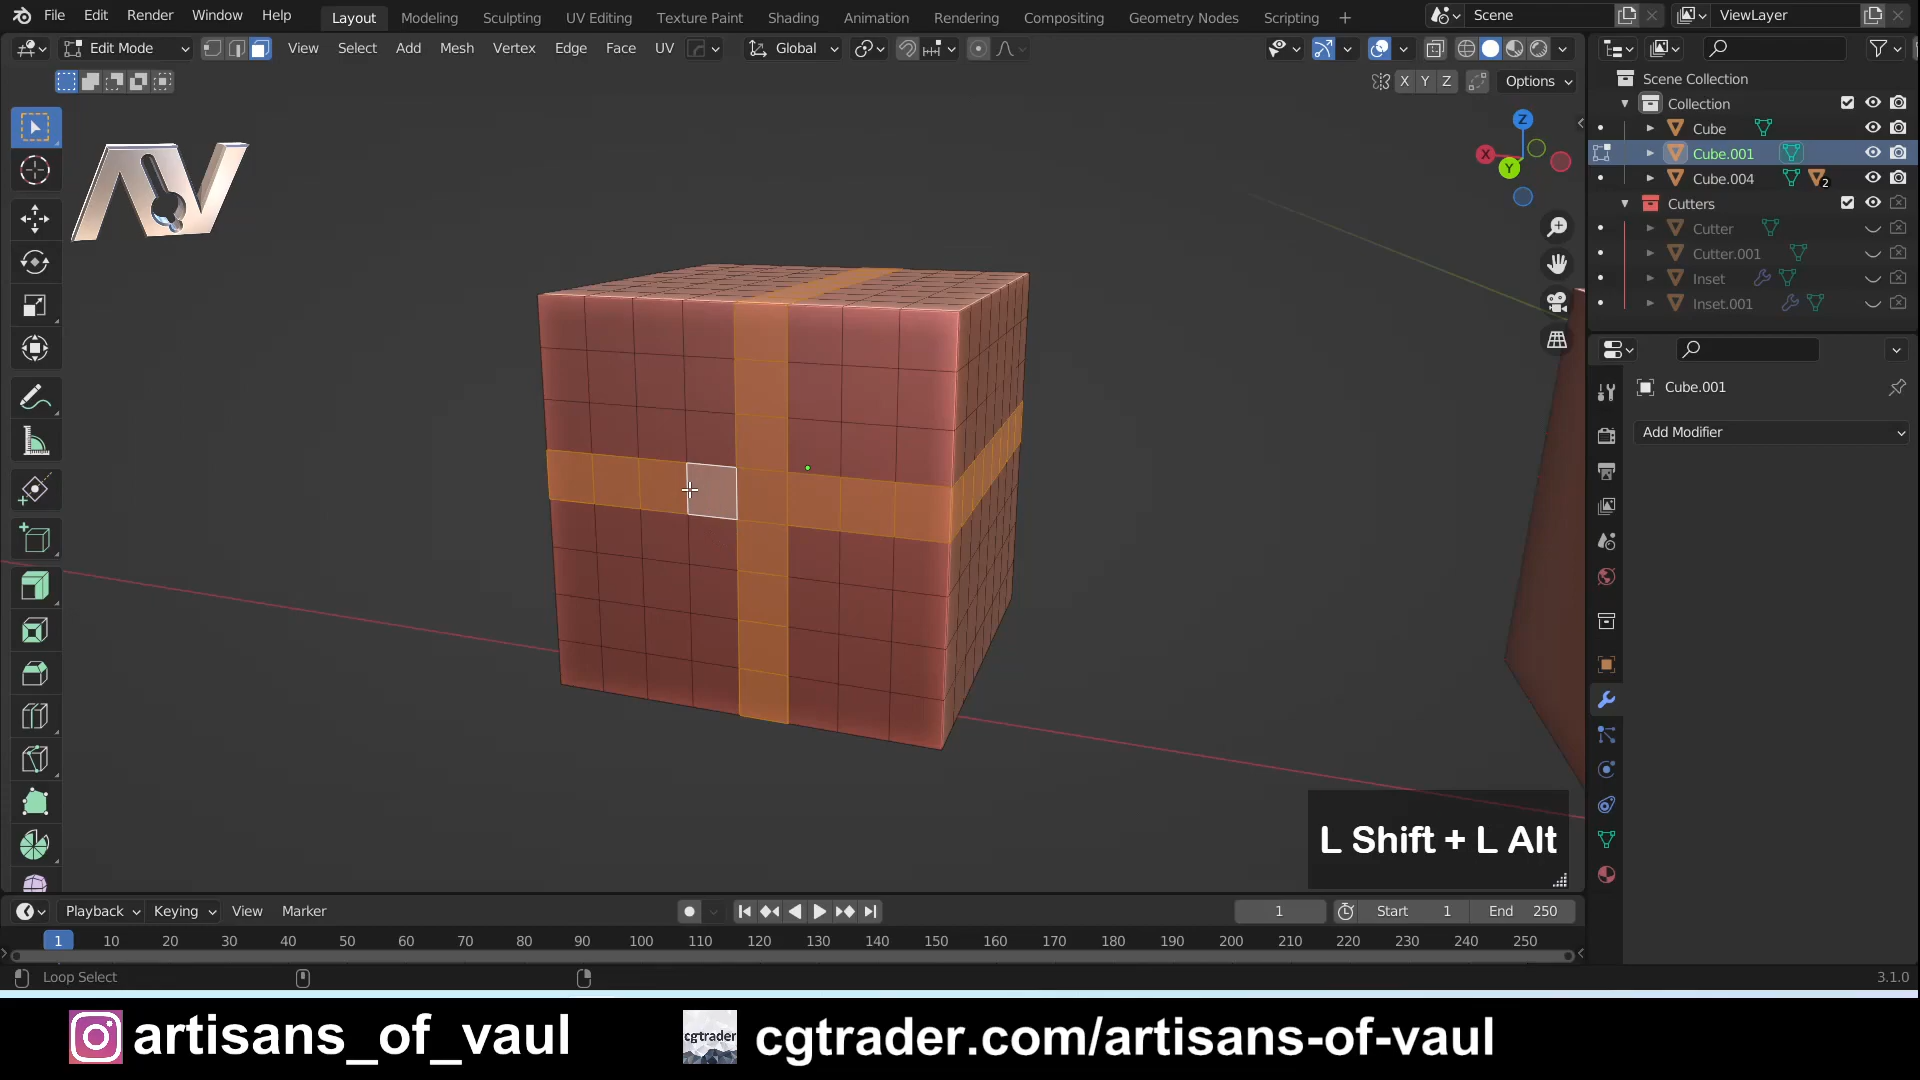 File Edit Render Window Help Layout Modeling Sculpting UV Editing Texture Paint Shading Animation Rendering Compositing Geometry Nodes Scripting + Scene ViewLayer
Edit Mode View Select Add Mesh Vertex Edge Face UV Global
X Y Z Options
Scene Collection
Collection
Cube
Cube.001
Cube.004 2
Cutters
Cutter
Cutter.001
Inset
Inset.001
Z
X
Y
AV
Cube.001
Add Modifier
L Shift + L Alt
Playback Keying View Marker 1 Start 1 End 250
1 10 20 30 40 50 60 70 80 90 100 110 120 130 140 150 160 170 180 190 200 210 220 230 240 250
Loop Select 3.1.0
artisans_of_vaul cgtrader cgtrader.com/artisans-of-vaul